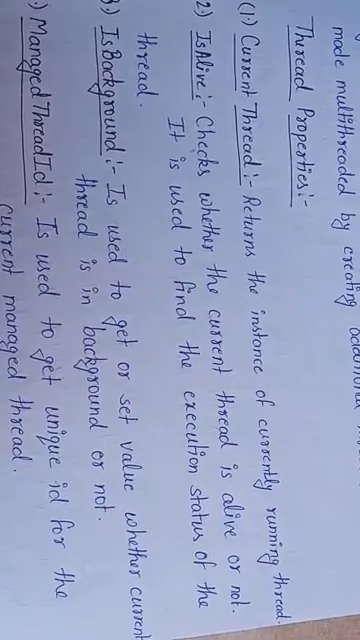 mode multithreaded by creating
Thread Properties:-
(1.) Current Thread:- Returns the instance of currently running thread.
2.) IsAlive:- Checks whether the current thread is alive or not.
It is used to find the execution status of the
thread.
3.) IsBackground:- Is used to get or set value whether current
thread is in background or not.
.) ManagedThreadId:- Is used to get unique id for the
current managed thread.